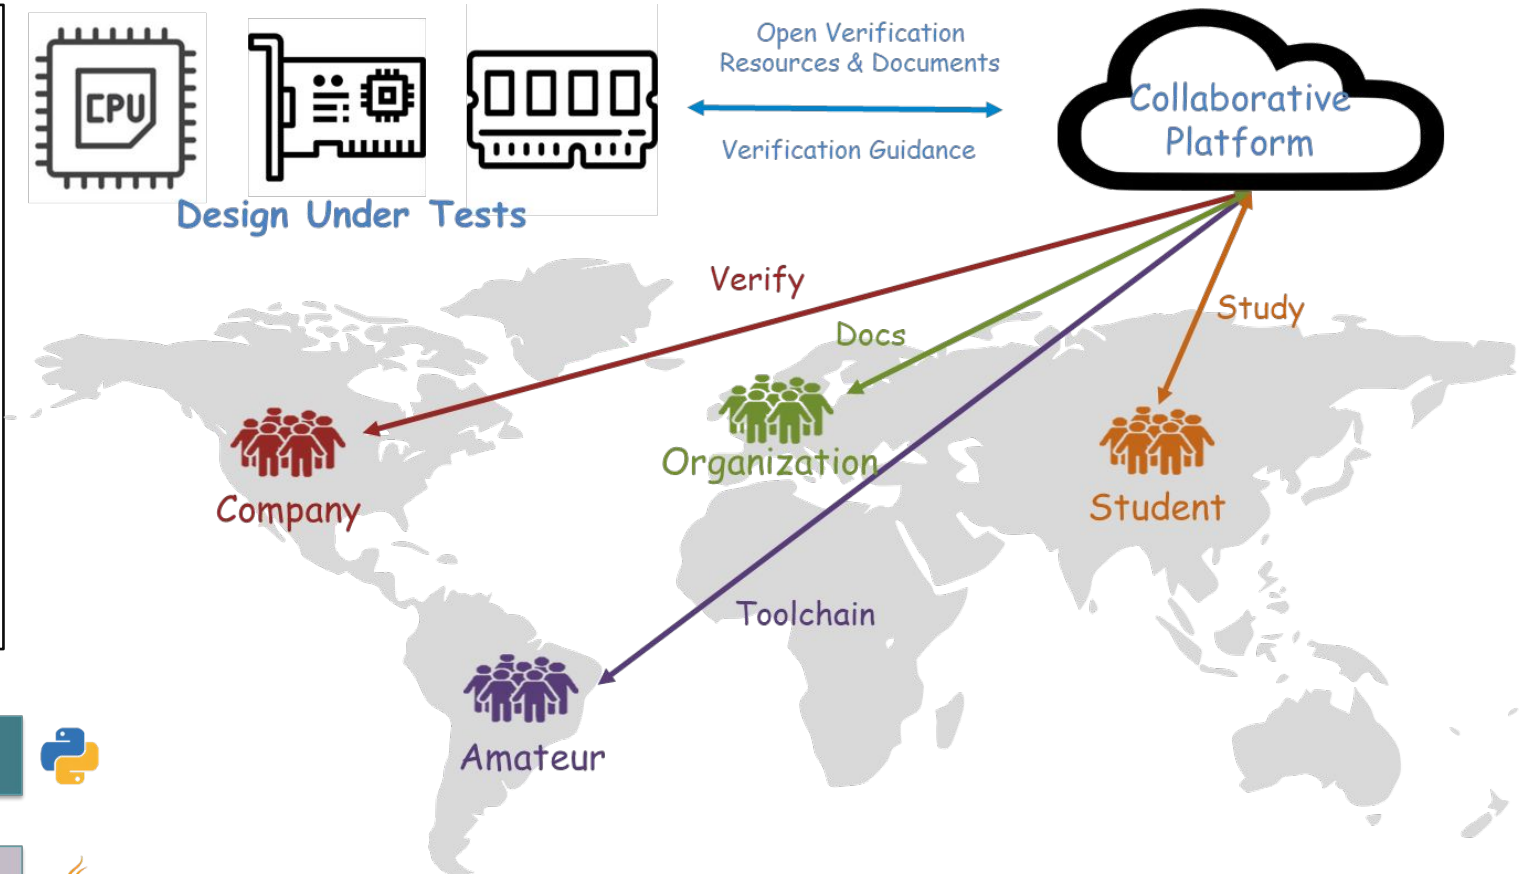 CPU
Design Under Tests
Open Verification
Resources & Documents
Verification Guidance
Collaborative
Platform
Verify
Docs
Study
Organization
Company
Student
Toolchain
Amateur